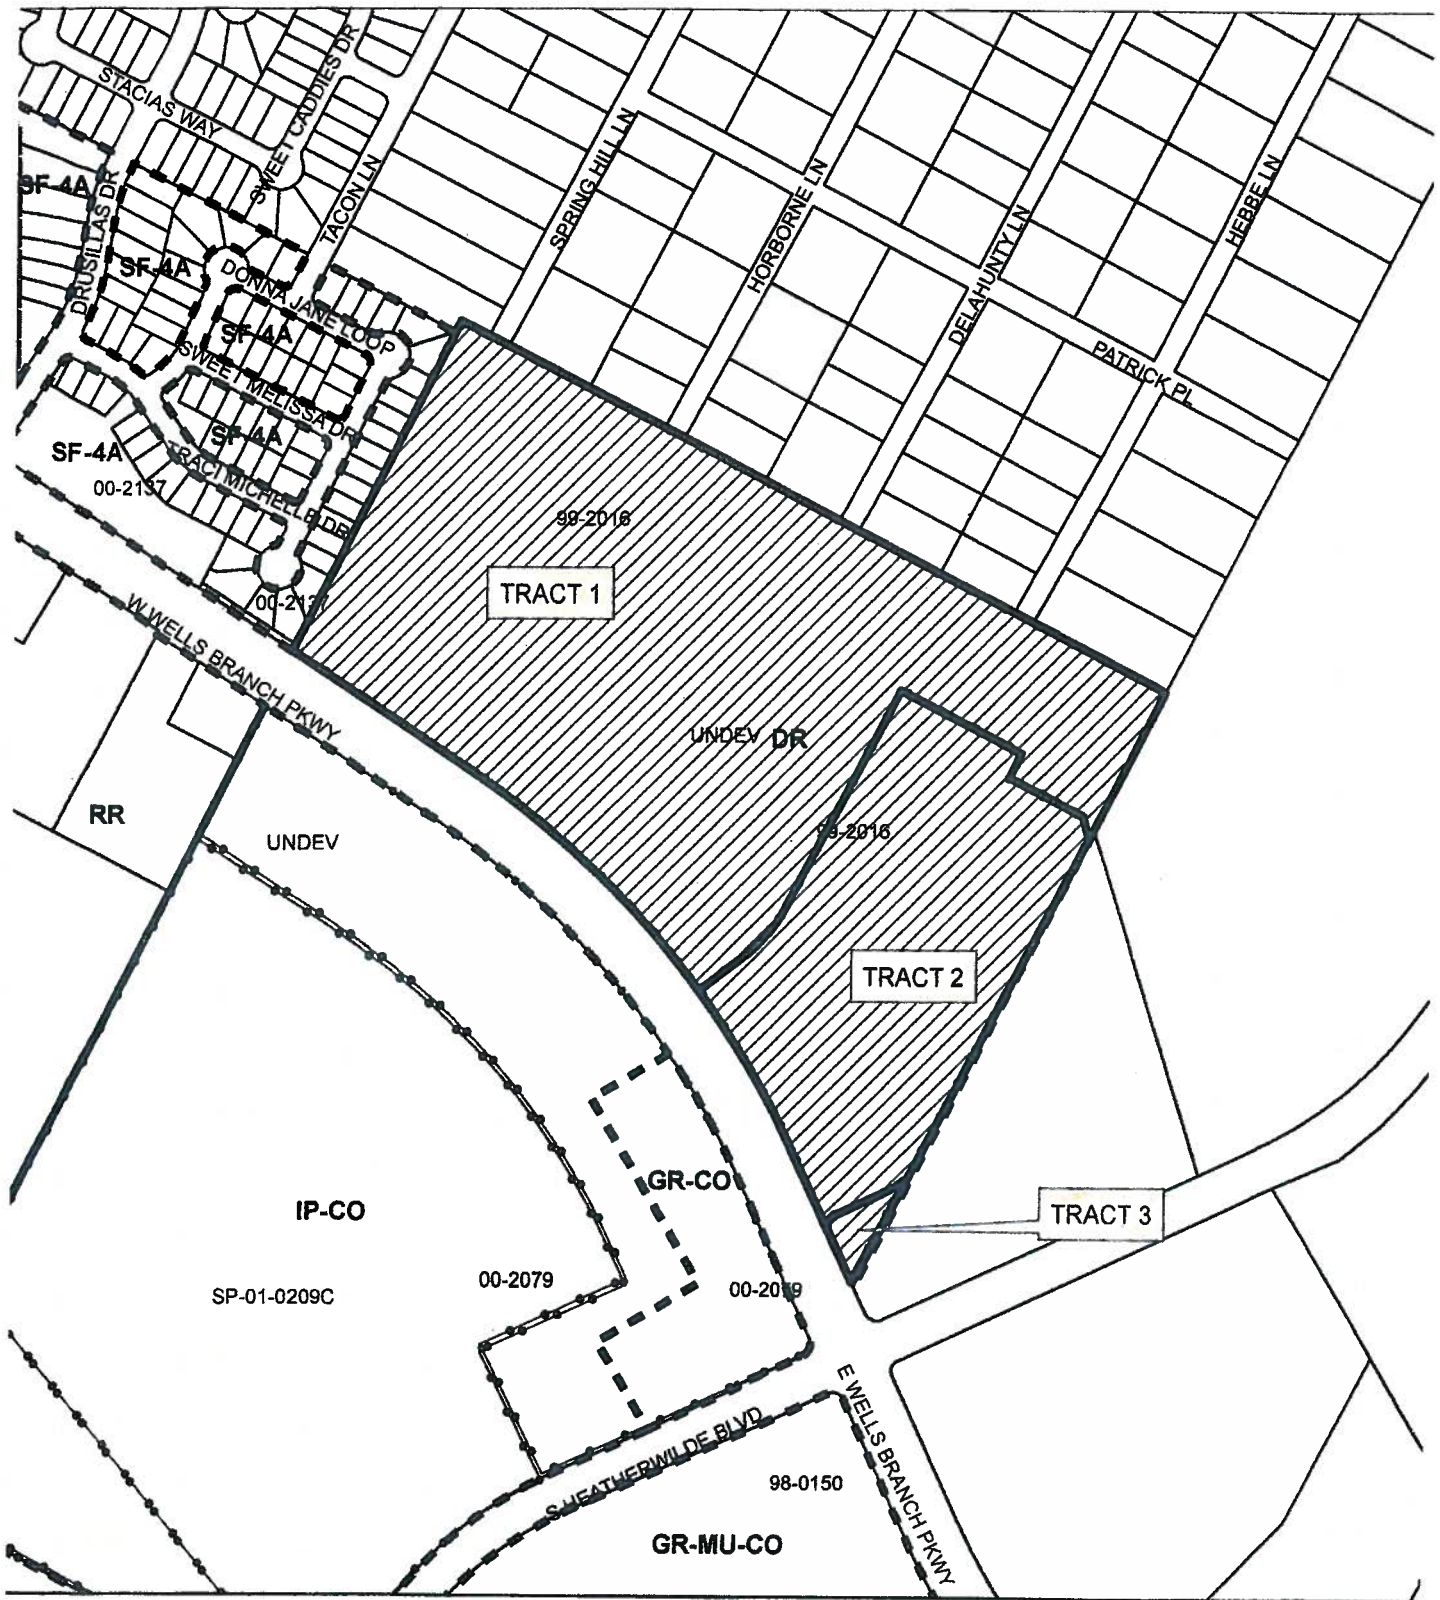 STACIAS WAY
SWEET CADDIES DR
TACON LN
SPRING HILL LN
HORBORNE LN
DELAHUNTY LN
HEBBE LN
PATRICK PL
SF-4A
DRUSILLAS DR
SF-4A
DONNA JANE LOOP
SF-4A
SWEET MELISSA DR
SF-4A
SF-4A
TRACI MICHELLE DR
00-2137
00-2137
99-2016
TRACT 1
W WELLS BRANCH PKWY
UNDEV DR
99-2016
RR
UNDEV
TRACT 2
GR-CO
IP-CO
TRACT 3
00-2079
00-2079
SP-01-0209C
E WELLS BRANCH PKWY
S HEATHERWILDE BLVD
98-0150
GR-MU-CO